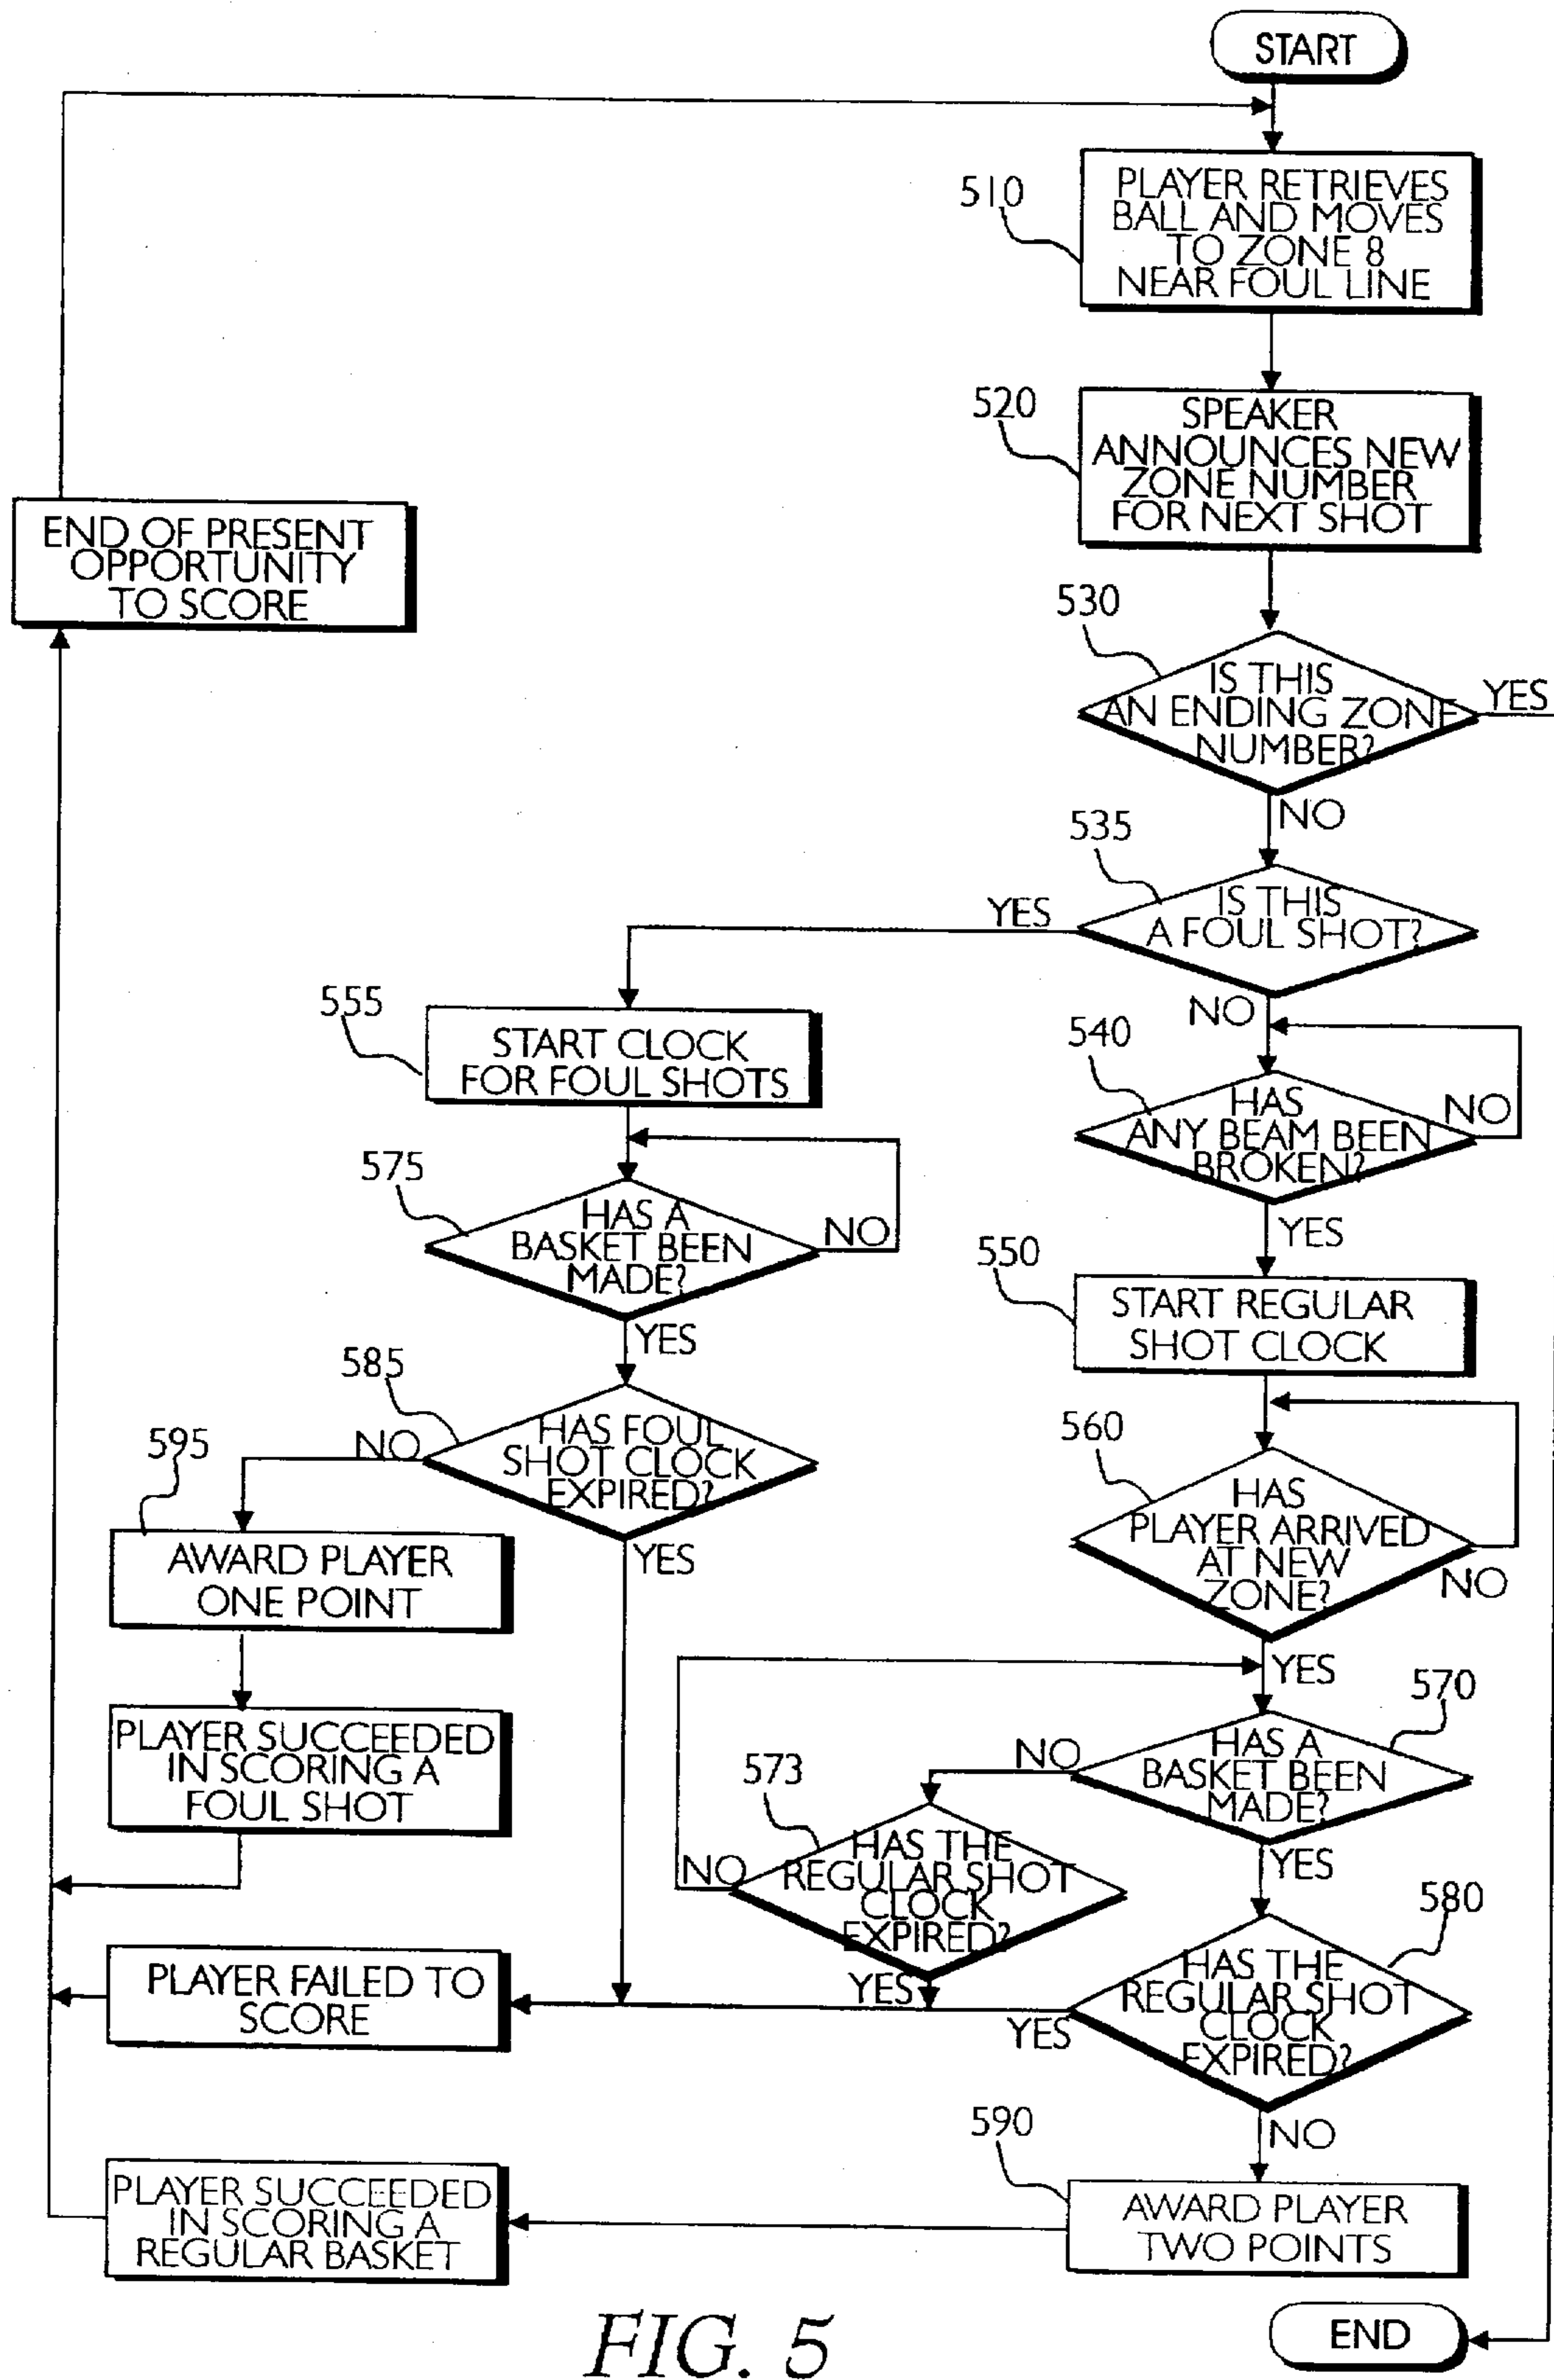 START
510
PLAYER RETRIEVES
BALL AND MOVES
TO ZONE 8
NEAR FOUL LINE
520
SPEAKER
ANNOUNCES NEW
ZONE NUMBER
FOR NEXT SHOT
END OF PRESENT
OPPORTUNITY
TO SCORE
530
IS THIS
AN ENDING ZONE
NUMBER?
YES
NO
535
IS THIS
A FOUL SHOT?
YES
NO
555
START CLOCK
FOR FOUL SHOTS
540
HAS
ANY BEAM BEEN
BROKEN?
NO
YES
575
HAS A
BASKET BEEN
MADE?
NO
YES
550
START REGULAR
SHOT CLOCK
585
HAS FOUL
SHOT CLOCK
EXPIRED?
NO
YES
560
HAS
PLAYER ARRIVED
AT NEW
ZONE?
NO
YES
595
AWARD PLAYER
ONE POINT
PLAYER SUCCEEDED
IN SCORING A
FOUL SHOT
570
HAS A
BASKET BEEN
MADE?
NO
YES
573
HAS THE
REGULAR SHOT
CLOCK
EXPIRED?
NO
YES
580
HAS THE
REGULAR SHOT
CLOCK
EXPIRED?
YES
NO
PLAYER FAILED TO
SCORE
590
AWARD PLAYER
TWO POINTS
PLAYER SUCCEEDED
IN SCORING A
REGULAR BASKET
END
FIG. 5